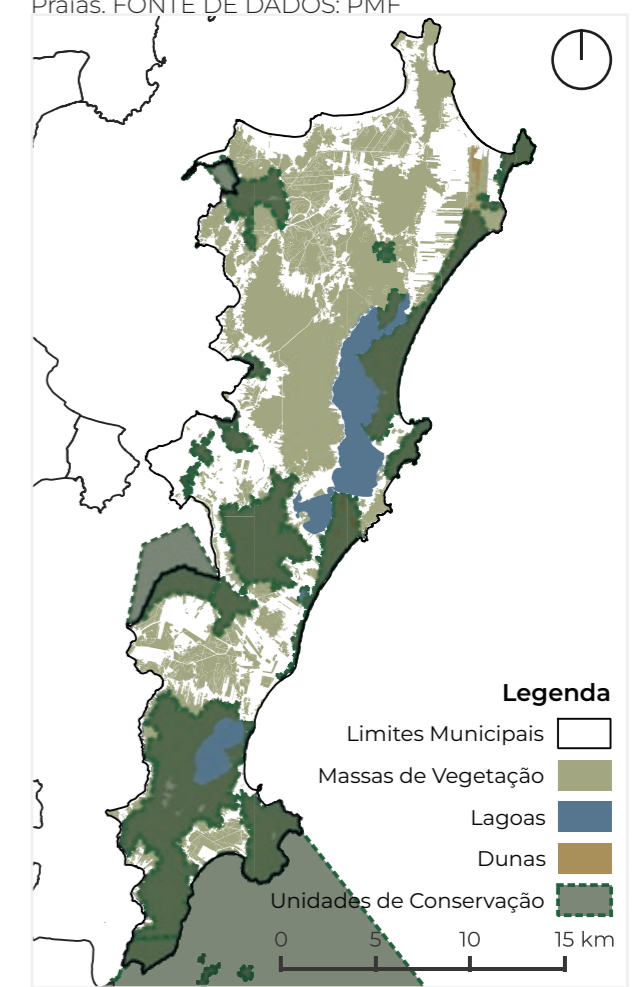 Praias. FONTE DE DADOS: PMF
Legenda
Limites Municipais
Massas de Vegetação
Lagoas
Dunas
Unidades de Conservação
0 5 10 15 km